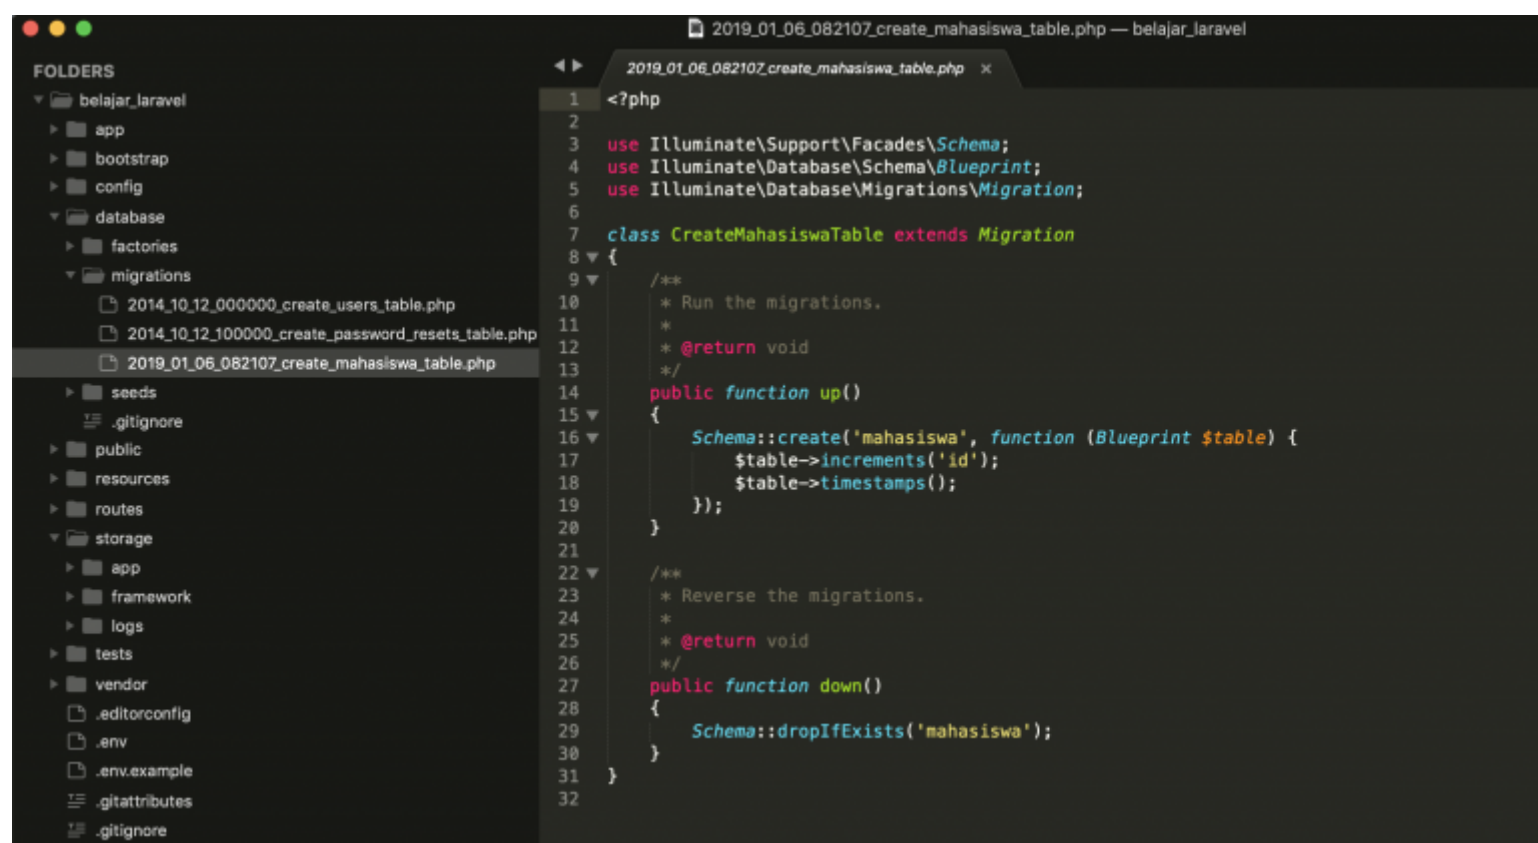 2019_01_06_082107_create_mahasiswa_table.php — belajar_laravel
FOLDERS
belajar_laravel
app
bootstrap
config
database
factories
migrations
2014_10_12_000000_create_users_table.php
2014_10_12_100000_create_password_resets_table.php
2019_01_06_082107_create_mahasiswa_table.php
seeds
.gitignore
public
resources
routes
storage
app
framework
logs
tests
vendor
.editorconfig
.env
.env.example
.gitattributes
.gitignore
2019_01_06_082107_create_mahasiswa_table.php ×
1 <?php
2
3 use Illuminate\Support\Facades\Schema;
4 use Illuminate\Database\Schema\Blueprint;
5 use Illuminate\Database\Migrations\Migration;
6
7 class CreateMahasiswaTable extends Migration
8 {
9     /**
10      * Run the migrations.
11      *
12      * @return void
13      */
14     public function up()
15     {
16         Schema::create('mahasiswa', function (Blueprint $table) {
17             $table->increments('id');
18             $table->timestamps();
19         });
20     }
21
22     /**
23      * Reverse the migrations.
24      *
25      * @return void
26      */
27     public function down()
28     {
29         Schema::dropIfExists('mahasiswa');
30     }
31 }
32